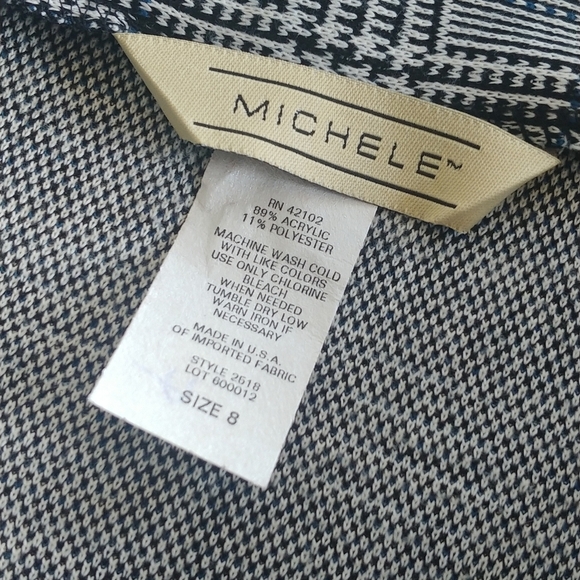 MICHELE™
RN 42102
89% ACRYLIC
11% POLYESTER
MACHINE WASH COLD
WITH LIKE COLORS
USE ONLY CHLORINE
BLEACH
WHEN NEEDED
TUMBLE DRY LOW
WARN IRON IF
NECESSARY
MADE IN U.S.A.
OF IMPORTED FABRIC
STYLE 2618
LOT 600012
SIZE 8